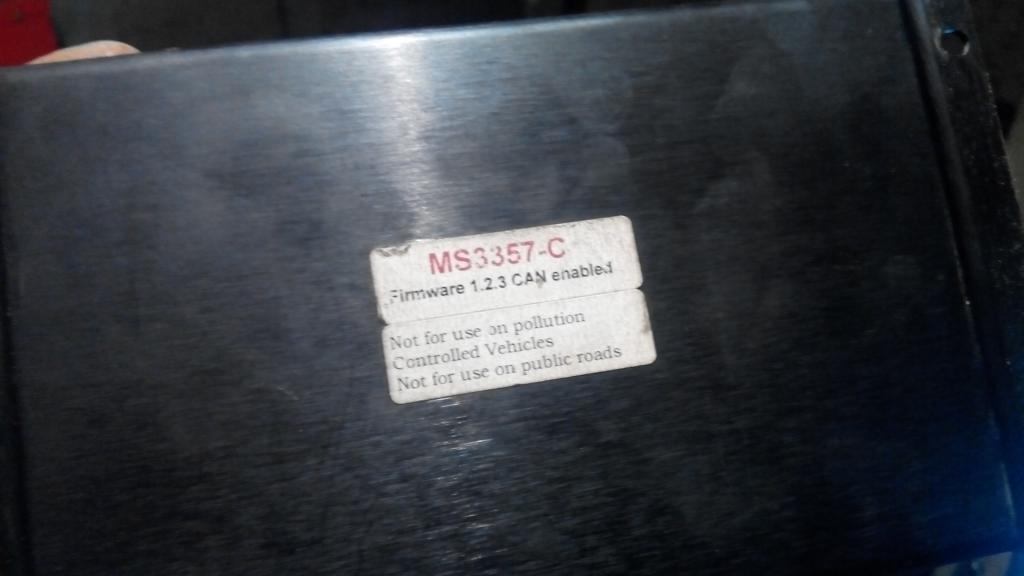 MS3357-C
Firmware 1.2.3 CAN enabled
Not for use on pollution
Controlled Vehicles
Not for use on public roads